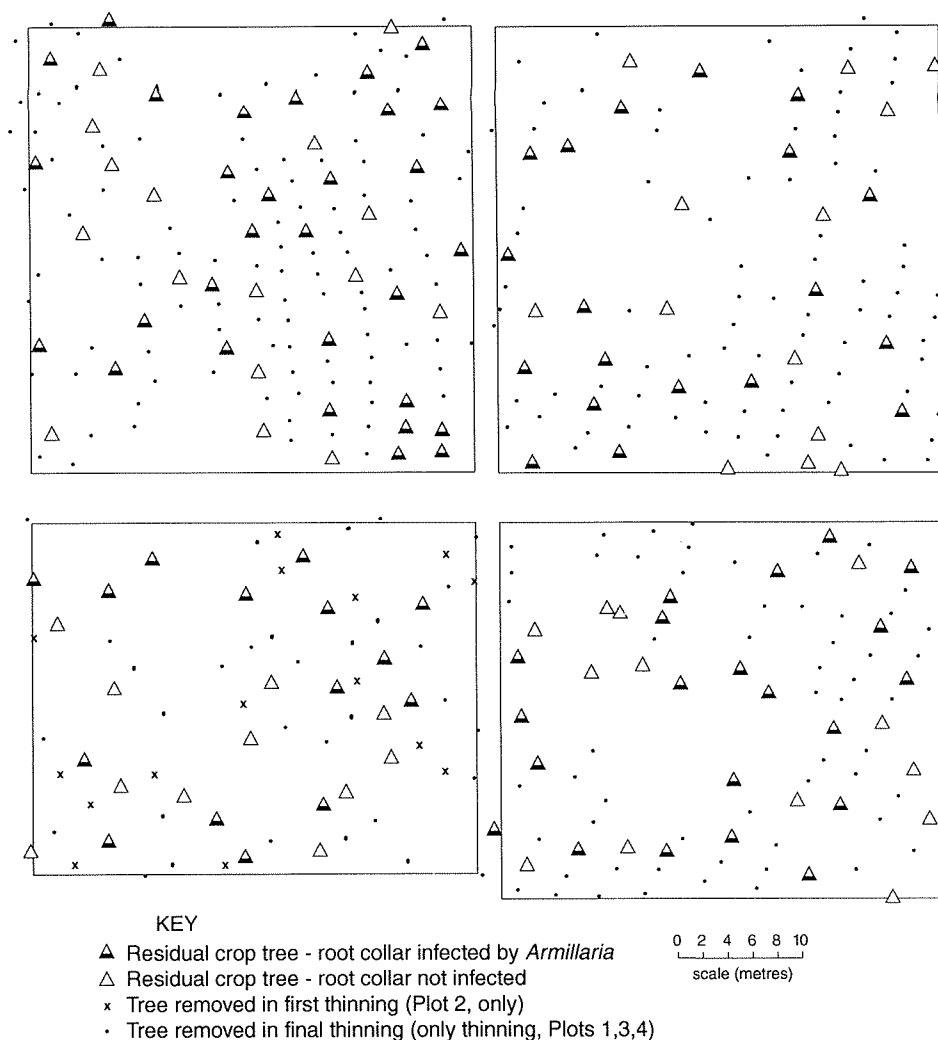 KEY
Residual crop tree - root collar infected by Armillaria
Residual crop tree - root collar not infected
x Tree removed in first thinning (Plot 2, only)
Tree removed in final thinning (only thinning, Plots 1,3,4)
0 2 4 6 8 10
scale (metres)